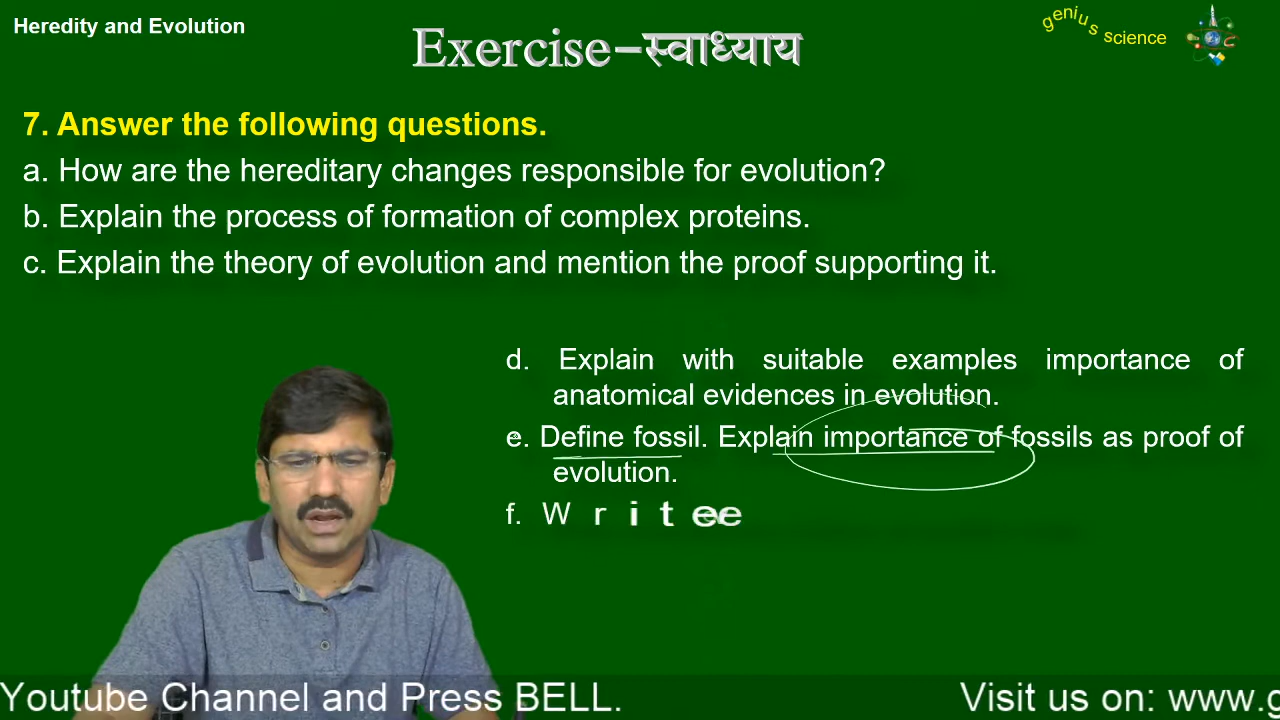 Heredity and Evolution
Exercise-स्वाध्याय
genius science
7. Answer the following questions.
a. How are the hereditary changes responsible for evolution?
b. Explain the process of formation of complex proteins.
c. Explain the theory of evolution and mention the proof supporting it.
d. Explain with suitable examples importance of
anatomical evidences in evolution.
e. Define fossil. Explain importance of fossils as proof of
evolution.
f. Write
Youtube Channel and Press BELL. Visit us on: www.g